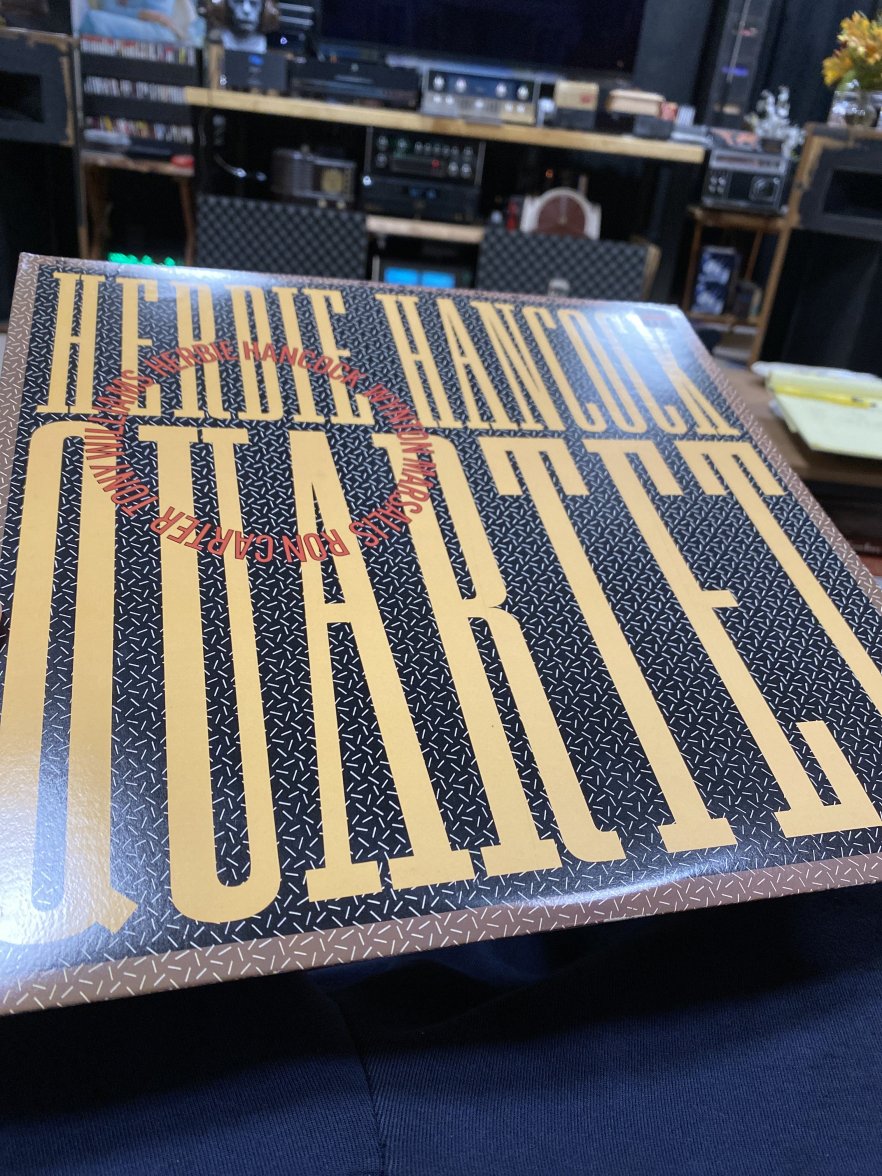 HERBIE HANCOCK
QUARTET
HERBIE HANCOCK WYNTON MARSALIS RON CARTER TONY WILLIAMS